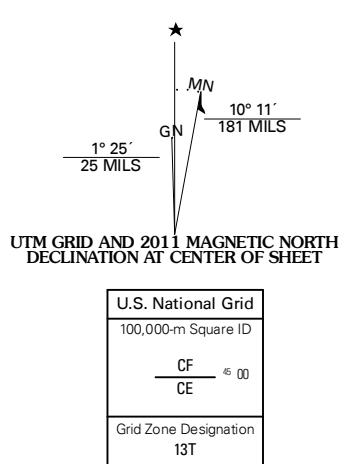 MN
10° 11´
181 MILS
GN
1° 25´
25 MILS
UTM GRID AND 2011 MAGNETIC NORTH
DECLINATION AT CENTER OF SHEET
U.S. National Grid
100,000-m Square ID
CF
45 00
CE
Grid Zone Designation
13T